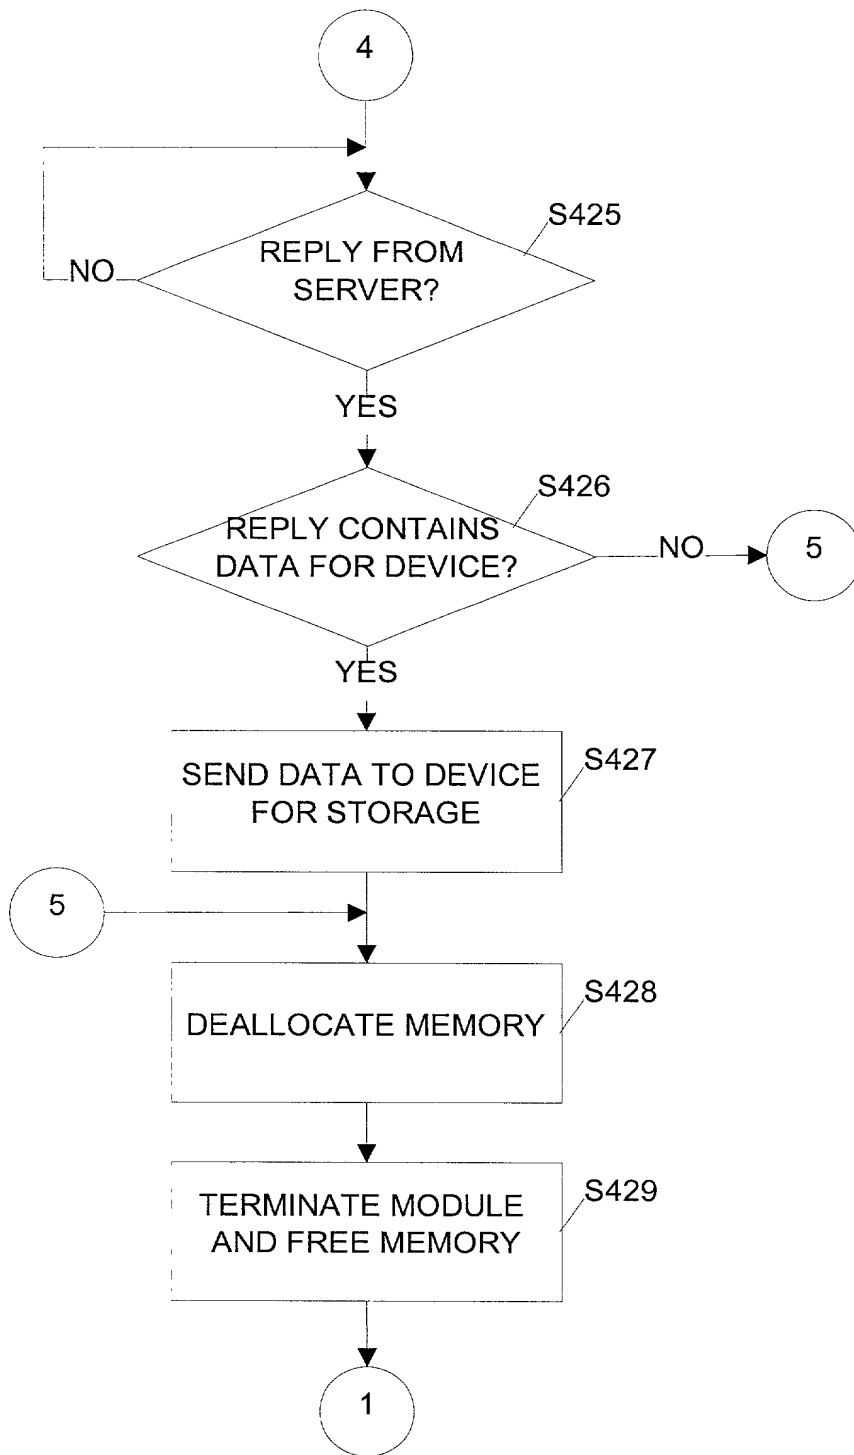 4
S425
REPLY FROM
SERVER?
NO
YES
S426
REPLY CONTAINS
DATA FOR DEVICE?
NO
5
YES
S427
SEND DATA TO DEVICE
FOR STORAGE
5
S428
DEALLOCATE MEMORY
S429
TERMINATE MODULE
AND FREE MEMORY
1